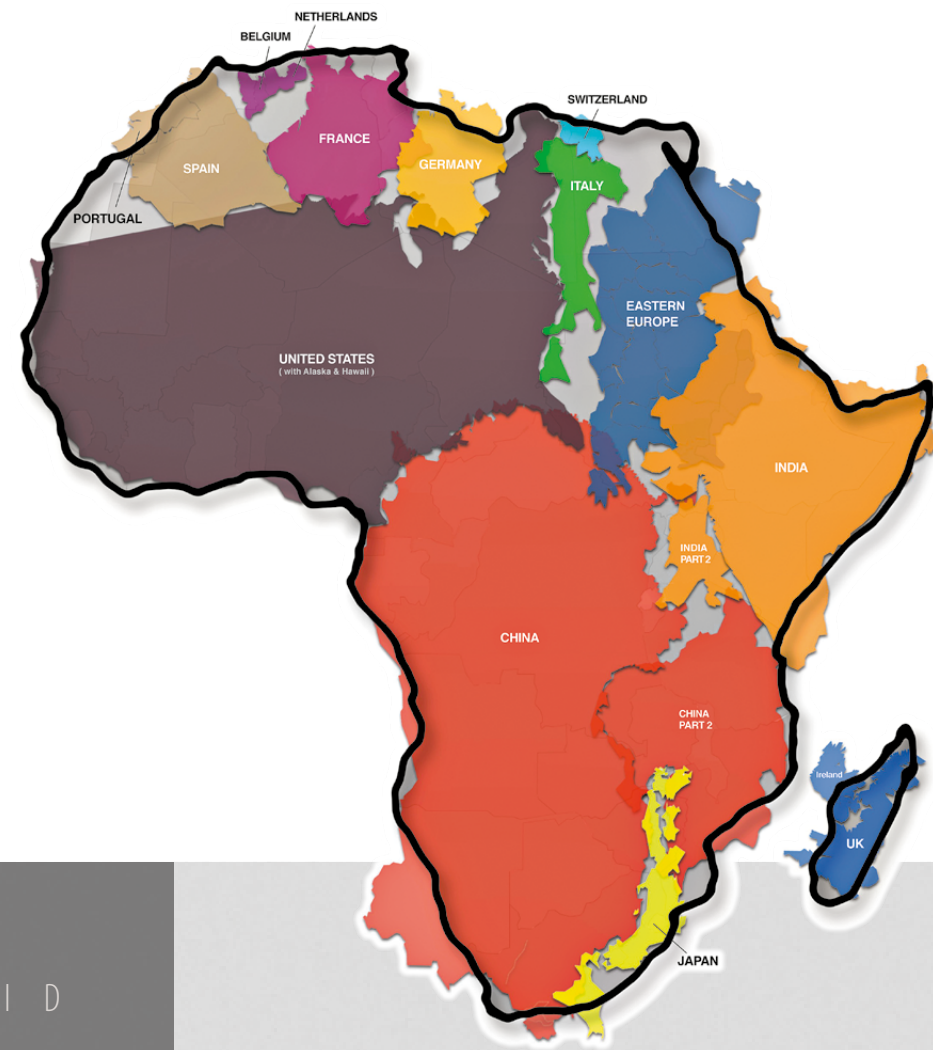 NETHERLANDS
BELGIUM
SWITZERLAND
FRANCE
SPAIN
GERMANY
ITALY
PORTUGAL
EASTERN
EUROPE
UNITED STATES
( with Alaska & Hawaii )
INDIA
INDIA
PART 2
CHINA
CHINA
PART 2
Ireland
UK
JAPAN
I D